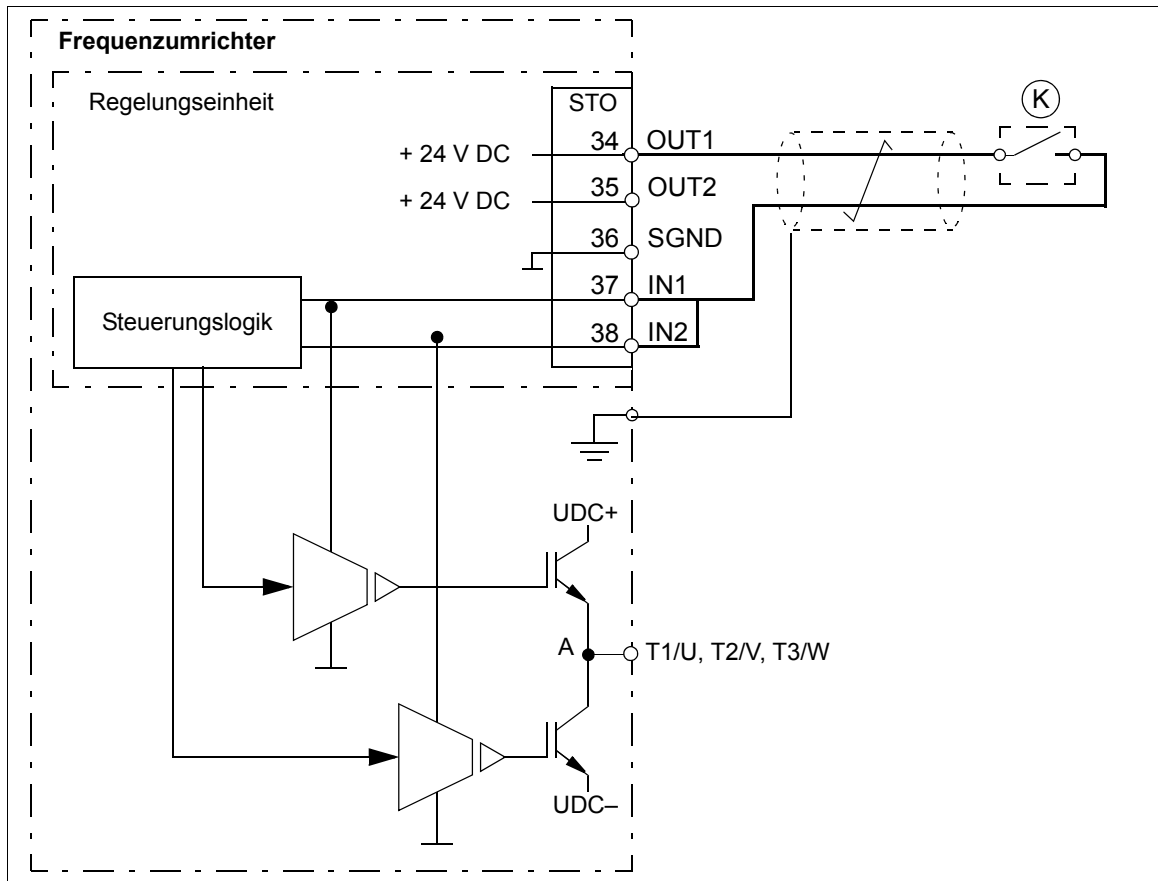 Frequenzumrichter
Regelungseinheit
STO
K
+ 24 V DC
34
OUT1
+ 24 V DC
35
OUT2
36
SGND
37
IN1
Steuerungslogik
38
IN2
UDC+
A
T1/U, T2/V, T3/W
UDC–